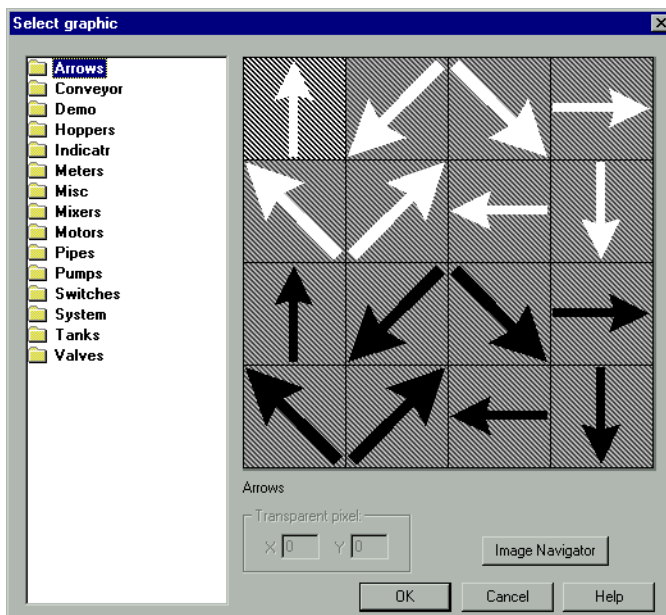 Select graphic
Arrows
Conveyor
Demo
Hoppers
Indicatr
Meters
Misc
Mixers
Motors
Pipes
Pumps
Switches
System
Tanks
Valves
Arrows
Transparent pixel:
X 0 Y 0
Image Navigator
OK Cancel Help